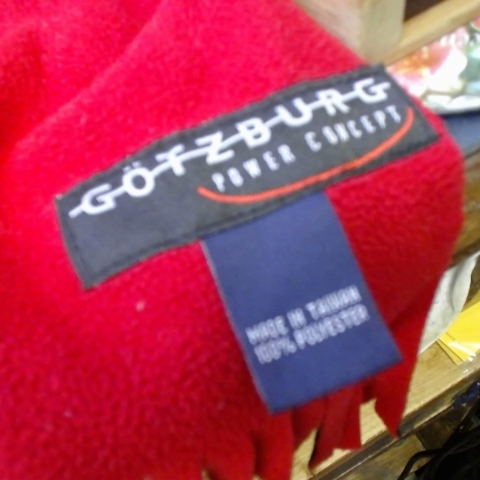 GÖTZBURG
POWER CONCEPT
MADE IN TAIWAN
100% POLYESTER